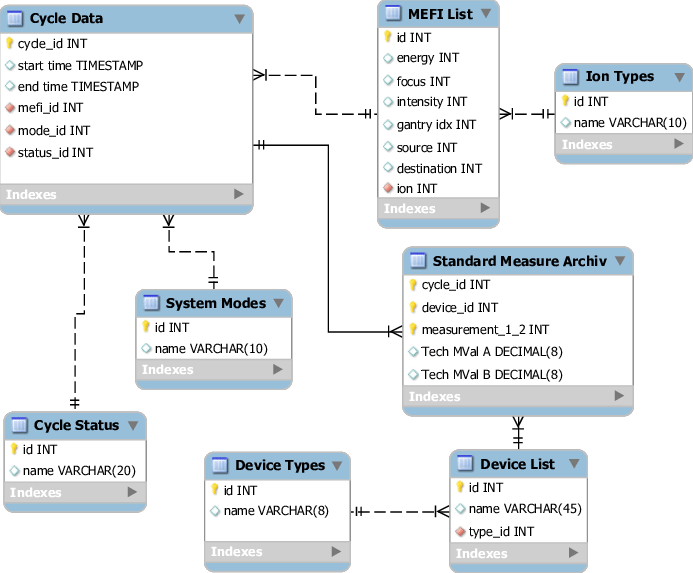 Cycle Data
cycle_id INT
start time TIMESTAMP
end time TIMESTAMP
mefi_id INT
mode_id INT
status_id INT
Indexes
MEFI List
id INT
energy INT
focus INT
intensity INT
gantry idx INT
source INT
destination INT
ion INT
Indexes
Ion Types
id INT
name VARCHAR(10)
Indexes
Standard Measure Archiv
cycle_id INT
device_id INT
measurement_1_2 INT
Tech MVal A DECIMAL(8)
Tech MVal B DECIMAL(8)
Indexes
System Modes
id INT
name VARCHAR(10)
Indexes
Cycle Status
id INT
name VARCHAR(20)
Indexes
Device Types
id INT
name VARCHAR(8)
Indexes
Device List
id INT
name VARCHAR(45)
type_id INT
Indexes